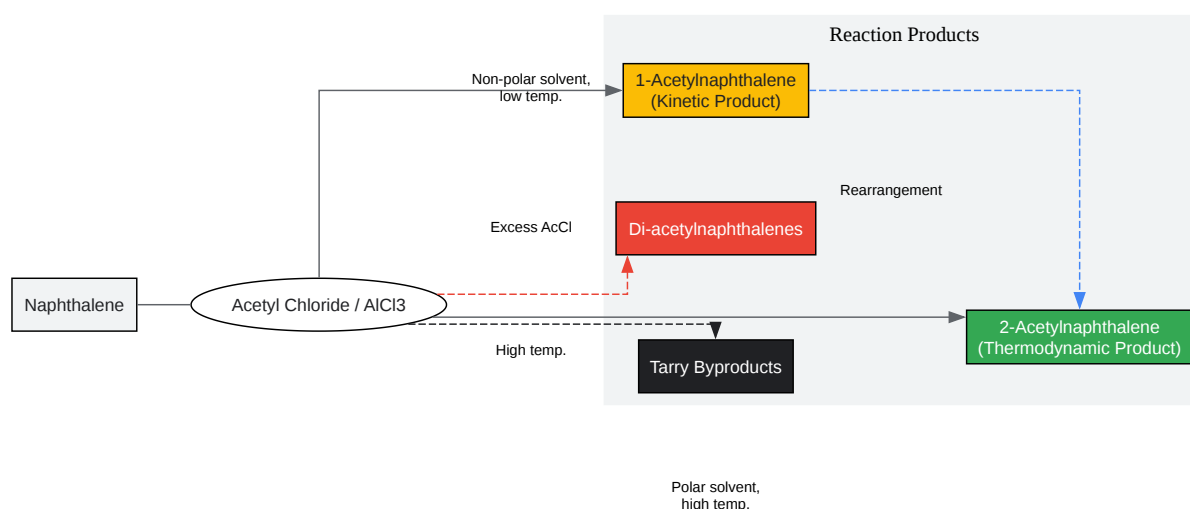 Reaction Products
Non-polar solvent,
low temp.
1-Acetylnaphthalene
(Kinetic Product)
Rearrangement
Excess AcCl
Di-acetylnaphthalenes
Naphthalene
Acetyl Chloride / AlCl3
2-Acetylnaphthalene
(Thermodynamic Product)
High temp.
Tarry Byproducts
Polar solvent,
high temp.